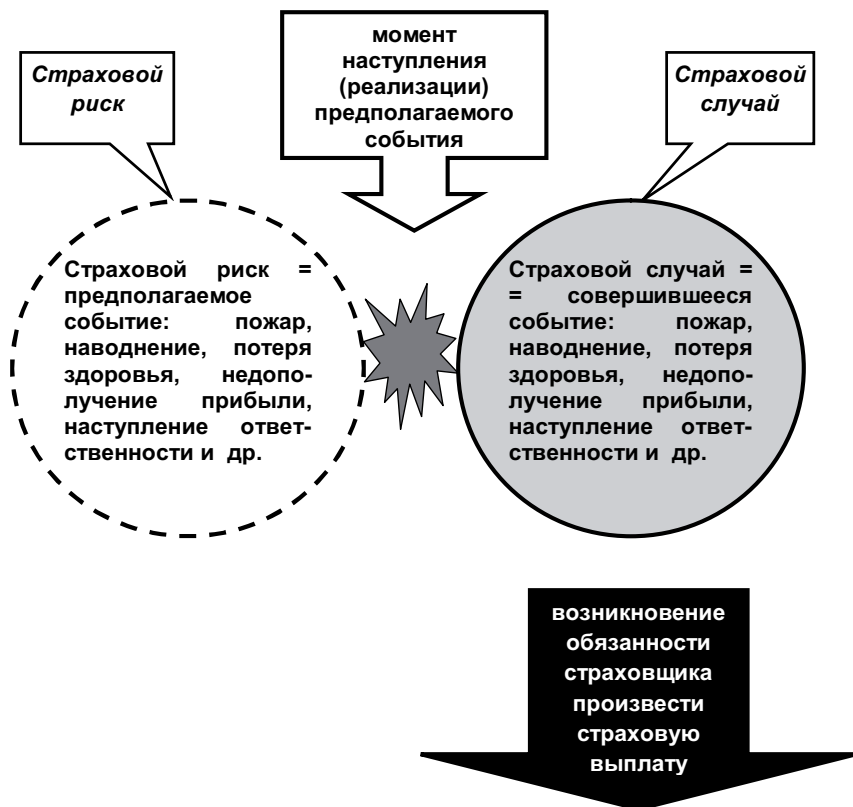 момент
наступления
(реализации)
предполагаемого
события
Страховой
риск
Страховой
случай
Страховой риск =
предполагаемое
событие: пожар,
наводнение, потеря
здоровья, недопо-
лучение прибыли,
наступление ответ-
ственности и др.
Страховой случай =
= совершившееся
событие: пожар,
наводнение, потеря
здоровья, недопо-
лучение прибыли,
наступление ответ-
ственности и др.
возникновение
обязанности
страховщика
произвести
страховую
выплату